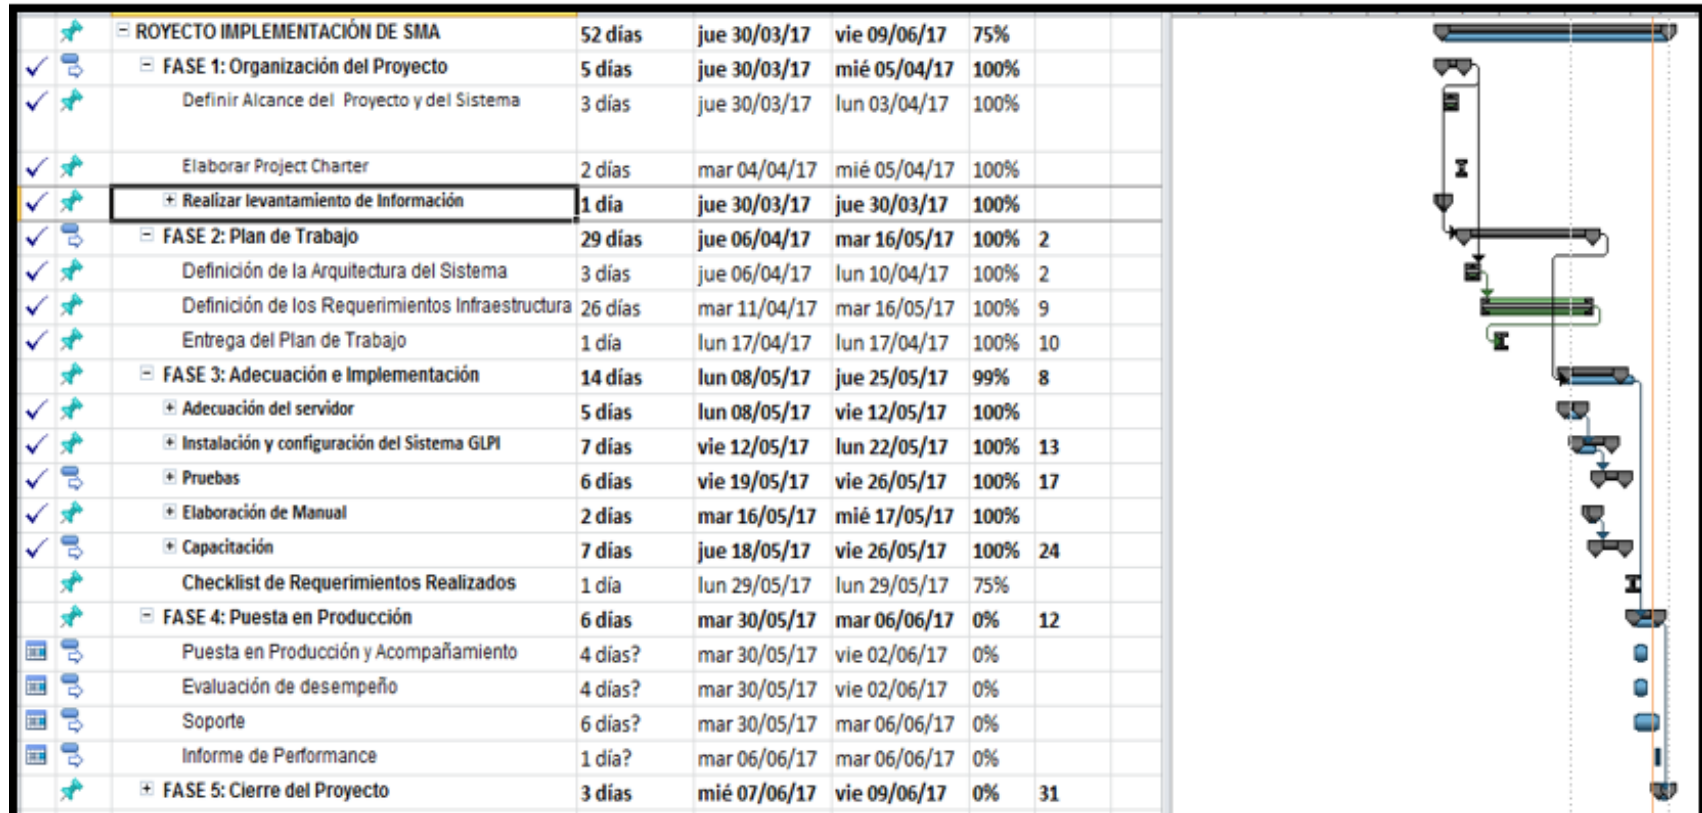 ROYECTO IMPLEMENTACIÓN DE SMA 52 días jue 30/03/17 vie 09/06/17 75%
FASE 1: Organización del Proyecto 5 días jue 30/03/17 mié 05/04/17 100%
Definir Alcance del Proyecto y del Sistema 3 días jue 30/03/17 lun 03/04/17 100%
Elaborar Project Charter 2 días mar 04/04/17 mié 05/04/17 100%
Realizar levantamiento de Información 1 día jue 30/03/17 jue 30/03/17 100%
FASE 2: Plan de Trabajo 29 días jue 06/04/17 mar 16/05/17 100% 2
Definición de la Arquitectura del Sistema 3 días jue 06/04/17 lun 10/04/17 100% 2
Definición de los Requerimientos Infraestructura 26 días mar 11/04/17 mar 16/05/17 100% 9
Entrega del Plan de Trabajo 1 día lun 17/04/17 lun 17/04/17 100% 10
FASE 3: Adecuación e Implementación 14 días lun 08/05/17 jue 25/05/17 99% 8
Adecuación del servidor 5 días lun 08/05/17 vie 12/05/17 100%
Instalación y configuración del Sistema GLPI 7 días vie 12/05/17 lun 22/05/17 100% 13
Pruebas 6 días vie 19/05/17 vie 26/05/17 100% 17
Elaboración de Manual 2 días mar 16/05/17 mié 17/05/17 100%
Capacitación 7 días jue 18/05/17 vie 26/05/17 100% 24
Checklist de Requerimientos Realizados 1 día lun 29/05/17 lun 29/05/17 75%
FASE 4: Puesta en Producción 6 días mar 30/05/17 mar 06/06/17 0% 12
Puesta en Producción y Acompañamiento 4 días? mar 30/05/17 vie 02/06/17 0%
Evaluación de desempeño 4 días? mar 30/05/17 vie 02/06/17 0%
Soporte 6 días? mar 30/05/17 mar 06/06/17 0%
Informe de Performance 1 día? mar 06/06/17 mar 06/06/17 0%
FASE 5: Cierre del Proyecto 3 días mié 07/06/17 vie 09/06/17 0% 31